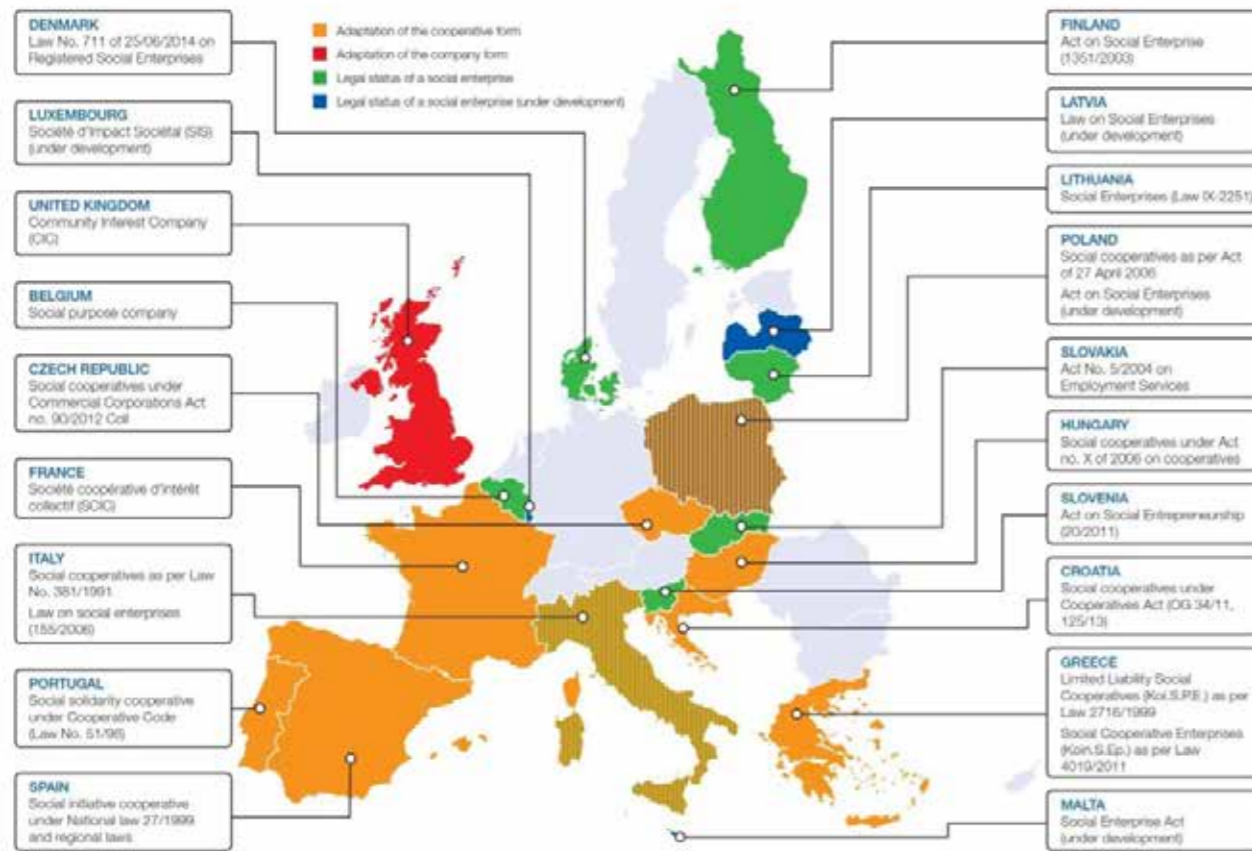 DENMARK
Law No. 711 of 25/06/2014 on
Registered Social Enterprises
LUXEMBOURG
Société d'Impact Sociétal (SIS)
(under development)
UNITED KINGDOM
Community Interest Company
(CIC)
BELGIUM
Social purpose company
CZECH REPUBLIC
Social cooperatives under
Commercial Corporations Act
no. 90/2012 Coll
FRANCE
Société coopérative d'intérêt
collectif (SCIC)
ITALY
Social cooperatives as per Law
No. 381/1991
Law on social enterprises
(155/2006)
PORTUGAL
Social solidarity cooperative
under Cooperative Code
(Law No. 51/96)
SPAIN
Social initiative cooperative
under National law 27/1999
and regional laws
Adaptation of the cooperative form
Adaptation of the company form
Legal status of a social enterprise
Legal status of a social enterprise (under development)
FINLAND
Act on Social Enterprise
(1351/2003)
LATVIA
Law on Social Enterprises
(under development)
LITHUANIA
Social Enterprises (Law IX-2251)
POLAND
Social cooperatives as per Act
of 27 April 2006
Act on Social Enterprises
(under development)
SLOVAKIA
Act No. 5/2004 on
Employment Services
HUNGARY
Social cooperatives under Act
no. X of 2006 on cooperatives
SLOVENIA
Act on Social Entrepreneurship
(20/2011)
CROATIA
Social cooperatives under
Cooperatives Act (OG 34/11,
125/13)
GREECE
Limited Liability Social
Cooperatives (Koi.S.P.E.) as per
Law 2716/1999
Social Cooperative Enterprises
(Koin.S.Ep.) as per Law
4019/2011
MALTA
Social Enterprise Act
(under development)